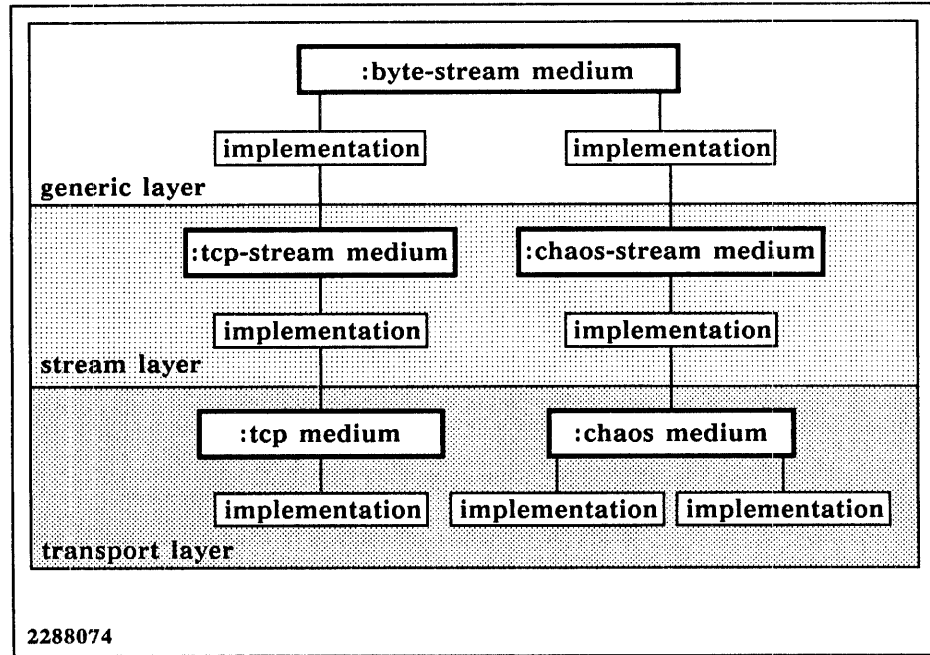 :byte-stream medium
implementation implementation
generic layer
:tcp-stream medium :chaos-stream medium
implementation implementation
stream layer
:tcp medium :chaos medium
implementation implementation implementation
transport layer
2288074